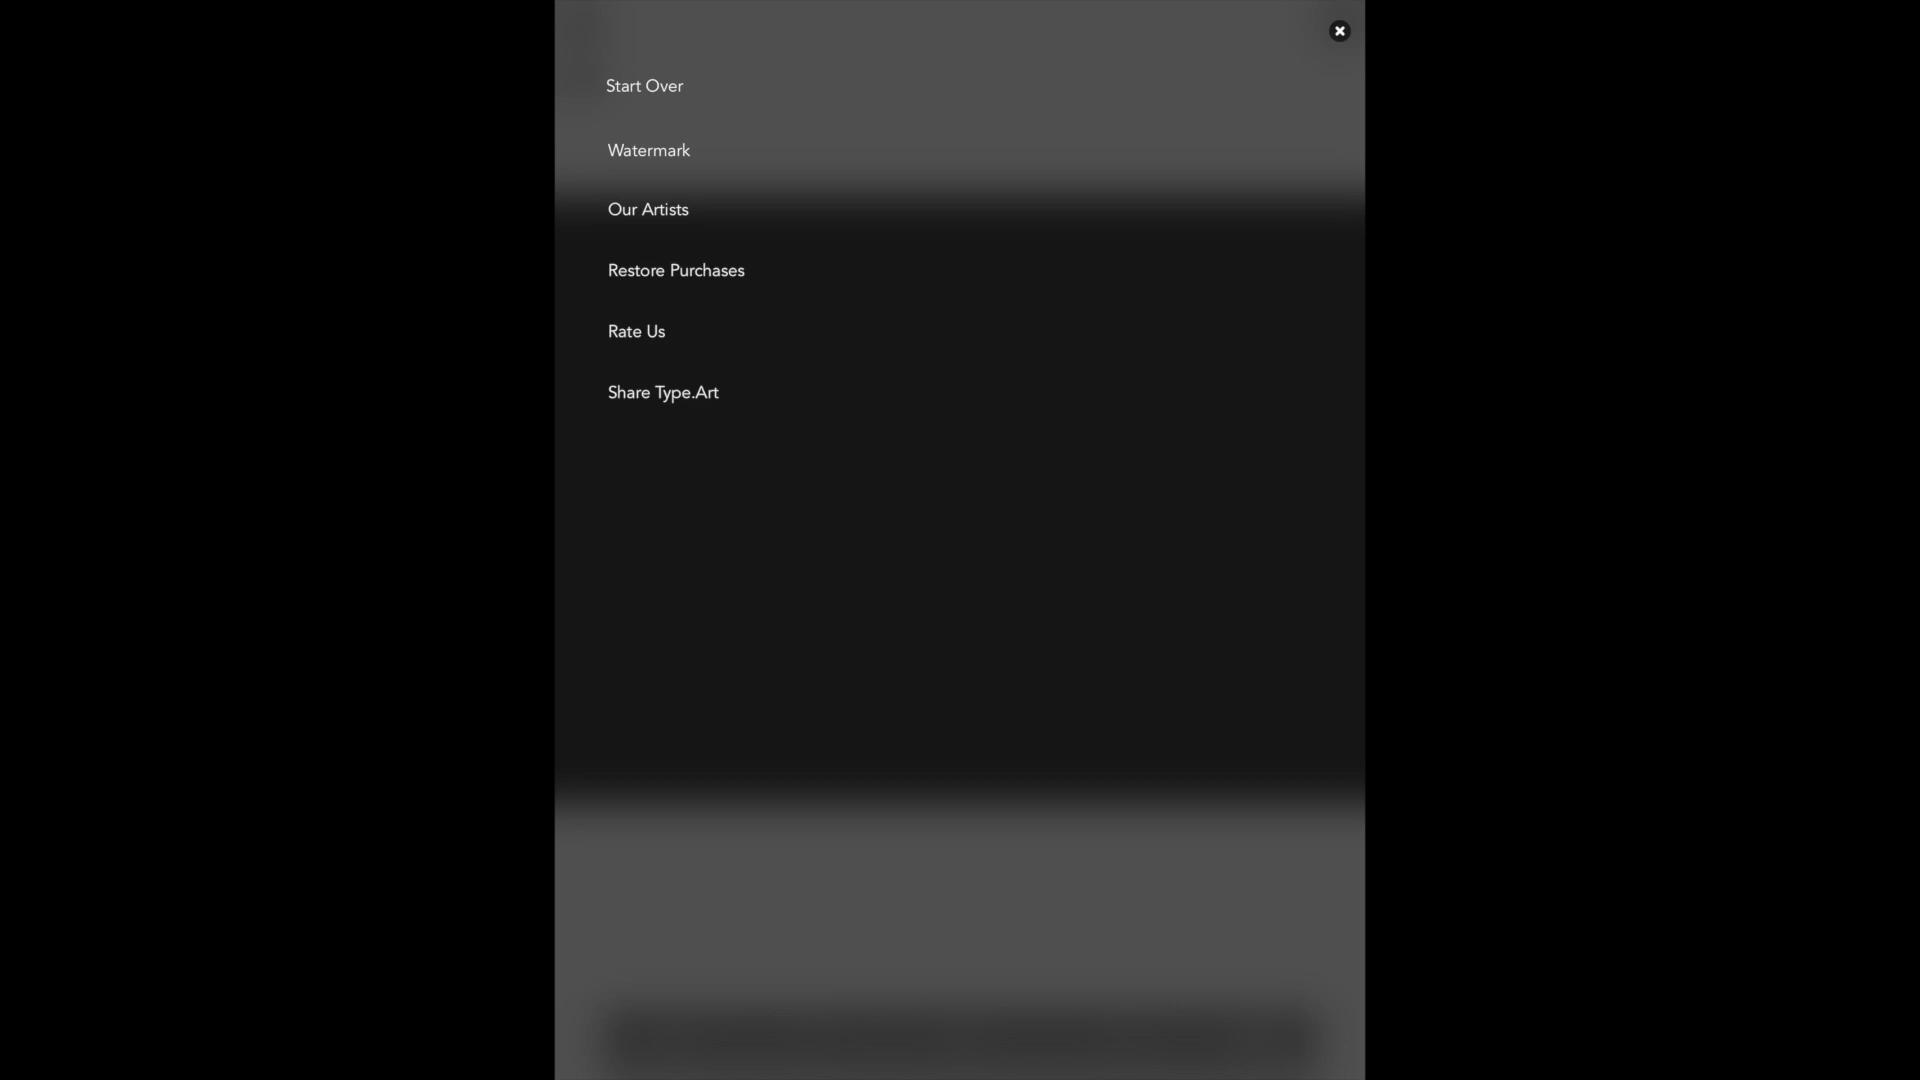 Start Over
Watermark
Our Artists
Restore Purchases
Rate Us
Share Type.Art